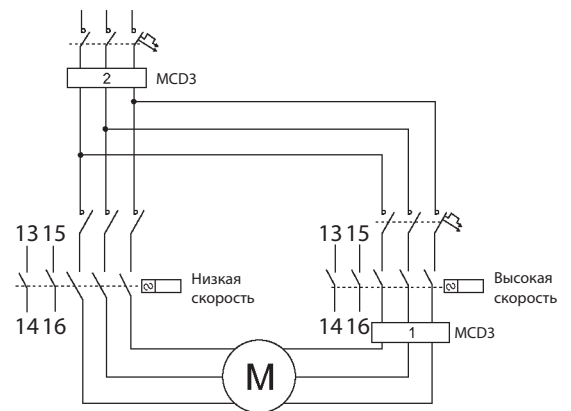 2 MCD3
13 15
Низкая
скорость
14 16
13 15
Высокая
скорость
14 16
1 MCD3
M